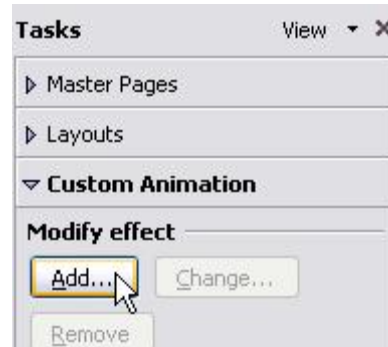 Tasks View
Master Pages
Layouts
Custom Animation
Modify effect
Add... Change...
Remove